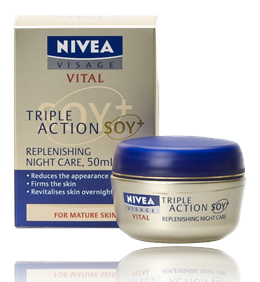 NIVEA
VISAGE
VITAL
soy+
TRIPLE
ACTION SOY+
REPLENISHING
NIGHT CARE, 50ml
• Reduces the appearance
• Firms the skin
• Revitalises skin overnight
FOR MATURE SKIN
NIVEA
VISAGE
VITAL
TRIPLE
ACTION SOY+
REPLENISHING NIGHT CARE